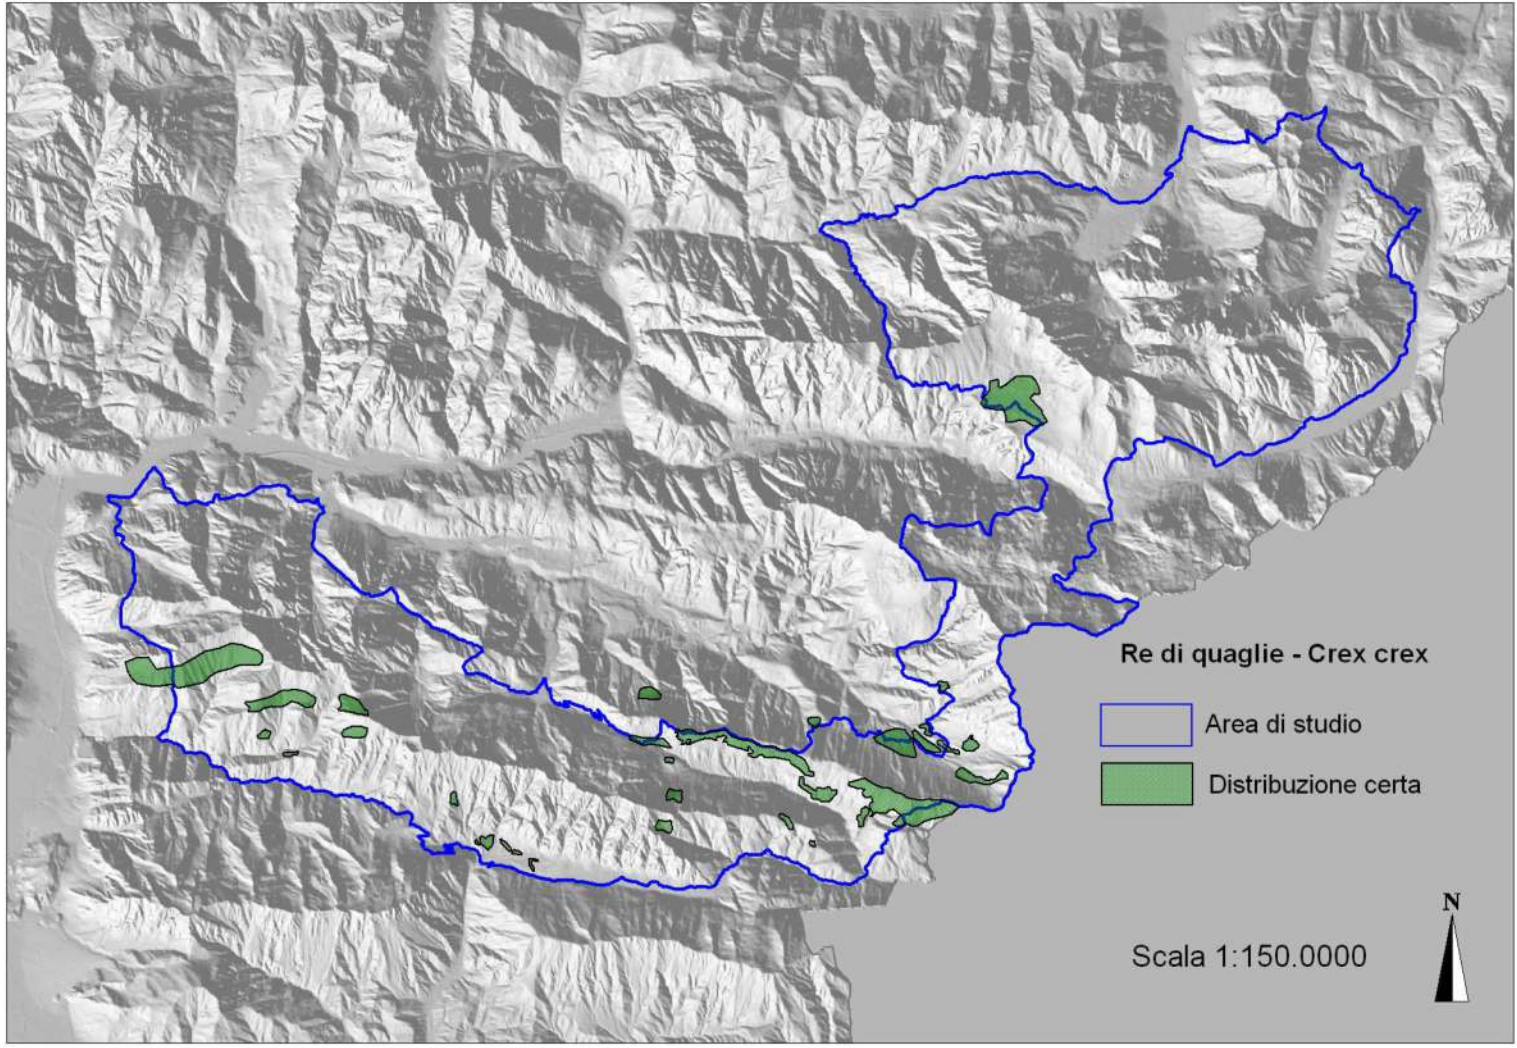 Re di quaglie - Crex crex
Area di studio
Distribuzione certa
N
Scala 1:150.0000